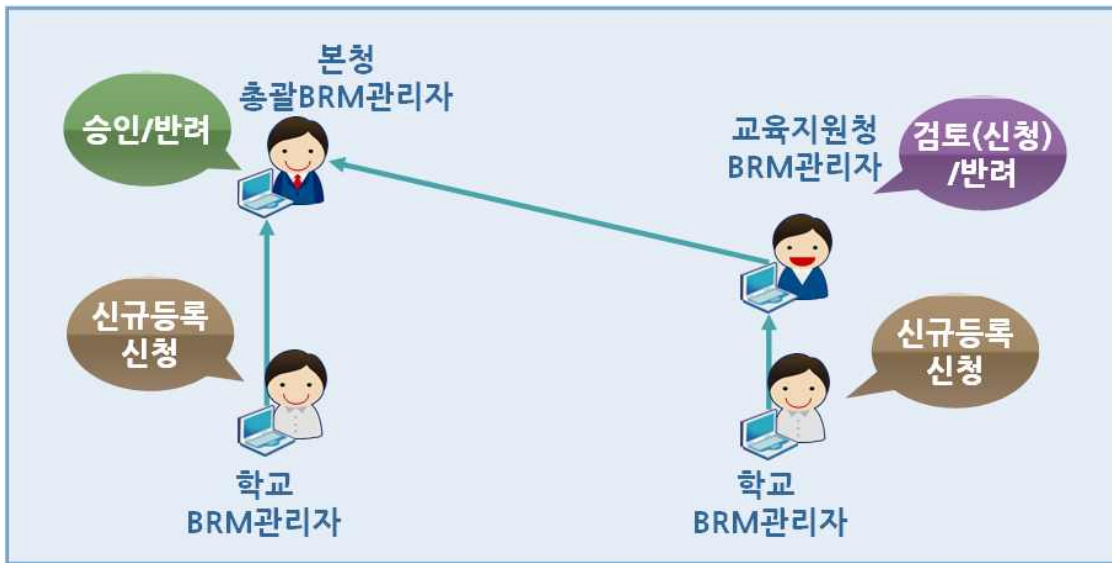 본청
총괄BRM관리자
승인/반려
교육지원청
BRM관리자
검토(신청)
/반려
신규등록
신청
신규등록
신청
학교
BRM관리자
학교
BRM관리자